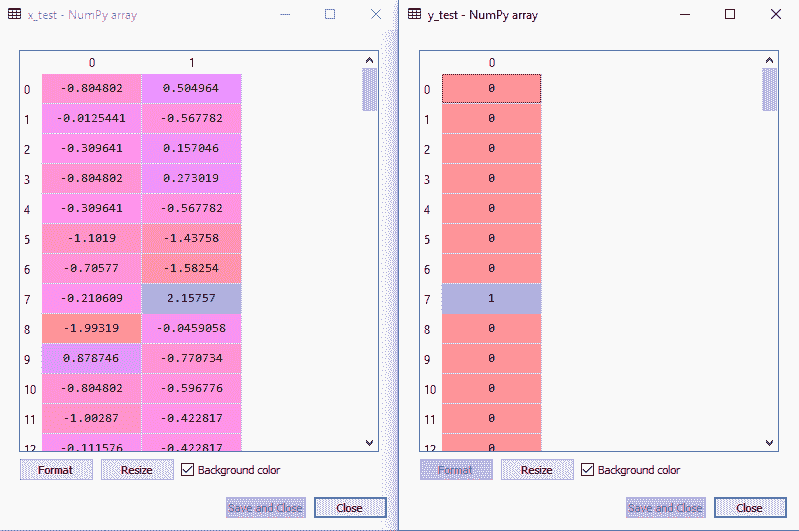 x_test - NumPy array
0 1
0 -0.804802 0.504964
1 -0.0125441 -0.567782
2 -0.309641 0.157046
3 -0.804802 0.273019
4 -0.309641 -0.567782
5 -1.1019 -1.43758
6 -0.70577 -1.58254
7 -0.210609 2.15757
8 -1.99319 -0.0459058
9 0.878746 -0.770734
10 -0.804802 -0.596776
11 -1.00287 -0.422817
12 -0.111576 -0.422817
Format Resize Background color
Save and Close Close
y_test - NumPy array
0
0 0
1 0
2 0
3 0
4 0
5 0
6 0
7 1
8 0
9 0
10 0
11 0
12 0
Format Resize Background color
Save and Close Close